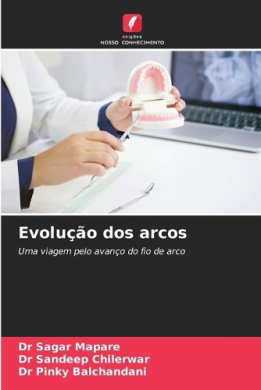 edições
NOSSO CONHECIMENTO
Evolução dos arcos
Uma viagem pelo avanço do fio de arco
Dr Sagar Mapare
Dr Sandeep Chilerwar
Dr Pinky Balchandani